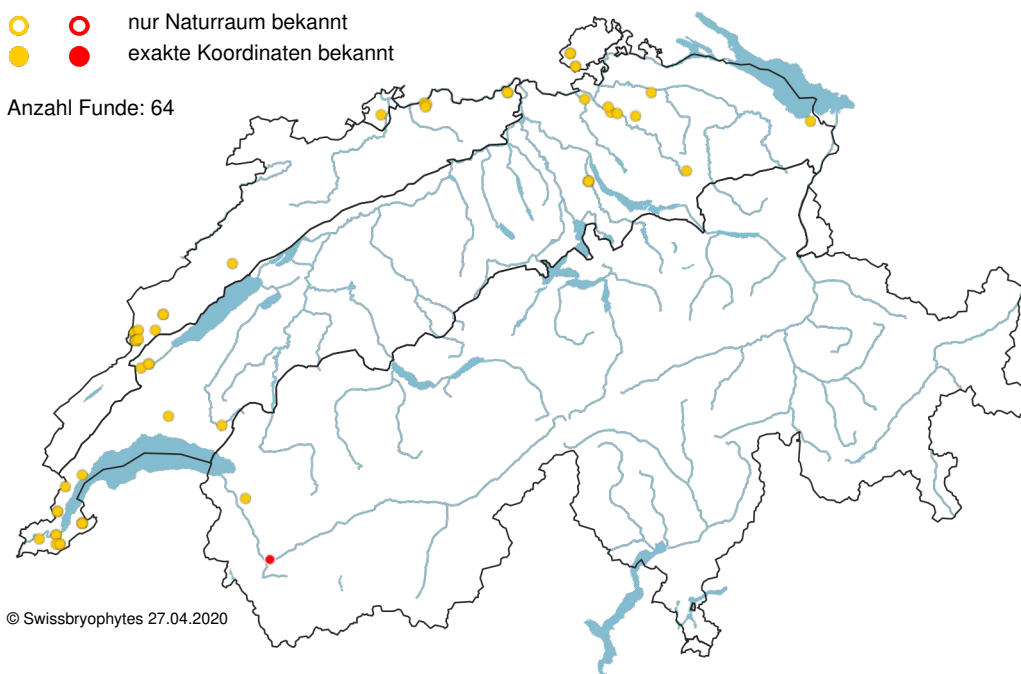 nur Naturraum bekannt
exakte Koordinaten bekannt
Anzahl Funde: 64
© Swissbryophytes 27.04.2020